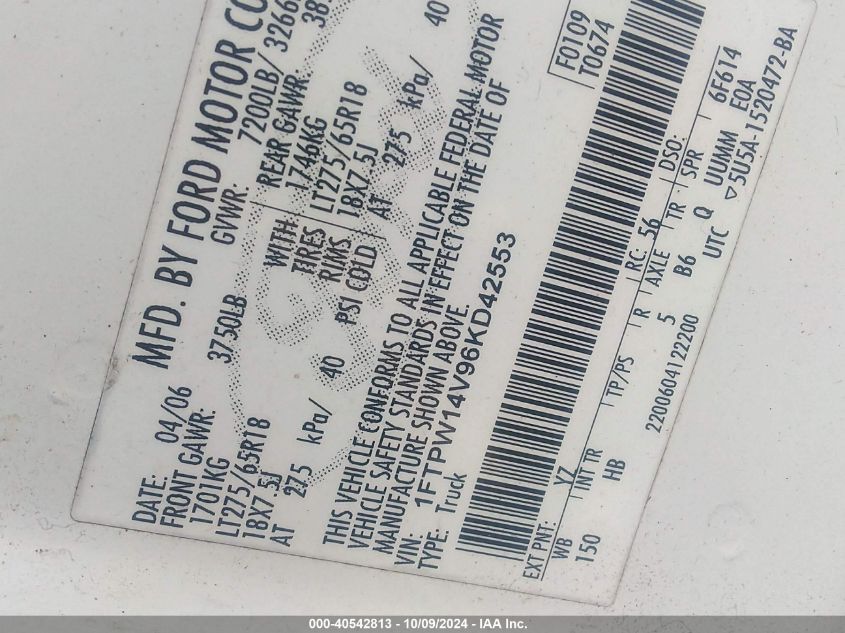 MFD. BY FORD MOTOR CO
DATE: 04/06 GVWR: 7200LB/ 3266
FRONT GAWR: 3750LB REAR GAWR: 38
1701KG WITH 1746KG
LT275/65R18 TIRES LT275/65R18
18X7.5J RIMS 18X7.5J
AT 275 kPa/ 40 PSI COLD AT 275 kPa/ 40
THIS VEHICLE CONFORMS TO ALL APPLICABLE FEDERAL MOTOR
VEHICLE SAFETY STANDARDS IN EFFECT ON THE DATE OF
MANUFACTURE SHOWN ABOVE.
VIN: 1FTPW14V96KD42553 F0109
TYPE: Truck T0674
EXT PNT: YZ RC: 56 DSO:
WB INT TR TP/PS R AXLE TR SPR 6F614
150 HB 5 B6 Q UUMM E0A
2200604122200 UTC ▽5U5A-1520472-BA
000-40542813 - 10/09/2024 - IAA Inc.